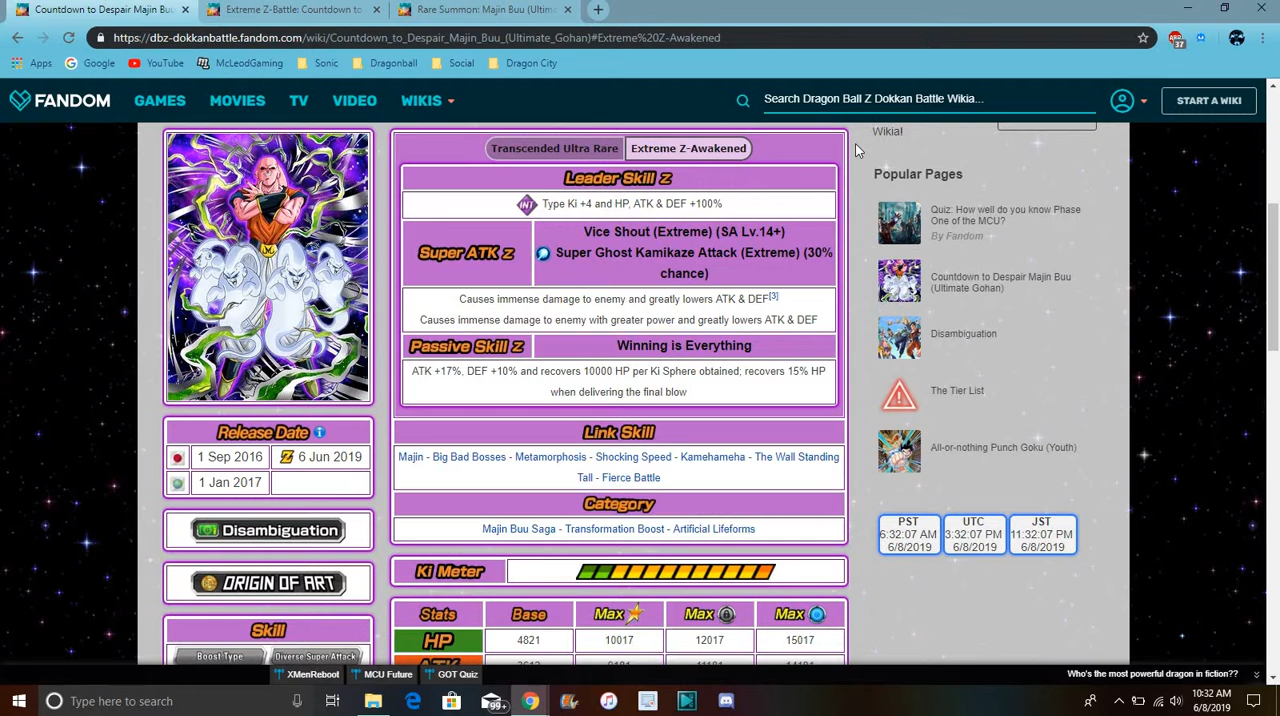 Countdown to Despair Majin Buu
Extreme Z-Battle: Countdown to
Rare Summon: Majin Buu (Ultim
https://dbz-dokkanbattle.fandom.com/wiki/Countdown_to_Despair_Majin_Buu_(Ultimate_Gohan)#Extreme%20Z-Awakened
37
Apps Google YouTube McLeodGaming Sonic Dragonball Social Dragon City
FANDOM GAMES MOVIES TV VIDEO WIKIS
Search Dragon Ball Z Dokkan Battle Wikia...
START A WIKI
Transcended Ultra Rare Extreme Z-Awakened
Leader Skill Z
INT Type Ki +4 and HP, ATK & DEF +100%
Super ATK Z
Vice Shout (Extreme) (SA Lv.14+)
Super Ghost Kamikaze Attack (Extreme) (30%
chance)
Causes immense damage to enemy and greatly lowers ATK & DEF[3]
Causes immense damage to enemy with greater power and greatly lowers ATK & DEF
Passive Skill Z
Winning is Everything
ATK +17%, DEF +10% and recovers 10000 HP per Ki Sphere obtained; recovers 15% HP
when delivering the final blow
Link Skill
Majin - Big Bad Bosses - Metamorphosis - Shocking Speed - Kamehameha - The Wall Standing
Tall - Fierce Battle
Category
Majin Buu Saga - Transformation Boost - Artificial Lifeforms
Ki Meter
Stats Base Max Max Max
HP 4821 10017 12017 15017
Release Date
1 Sep 2016 Z 6 Jun 2019
1 Jan 2017
Disambiguation
ORIGIN OF ART
Skill
Boost Type Diverse Super Attack
Wikia!
Popular Pages
Quiz: How well do you know Phase
One of the MCU?
By Fandom
Countdown to Despair Majin Buu
(Ultimate Gohan)
Disambiguation
The Tier List
All-or-nothing Punch Goku (Youth)
PST
6:32:07 AM
6/8/2019
UTC
3:32:07 PM
6/8/2019
JST
11:32:07 PM
6/8/2019
XMenReboot MCU Future GOT Quiz
Who's the most powerful dragon in fiction??
Type here to search
99+
10:32 AM
6/8/2019